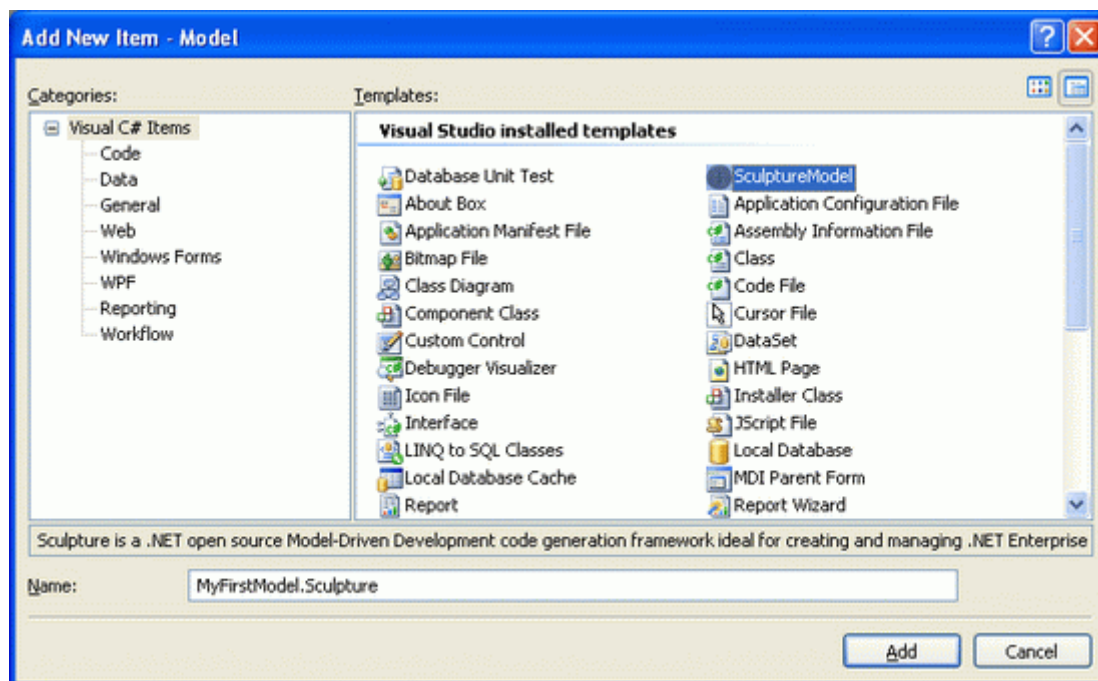 Add New Item - Model
Categories:
Templates:
Visual C# Items
Code
Data
General
Web
Windows Forms
WPF
Reporting
Workflow
Visual Studio installed templates
Database Unit Test
SculptureModel
About Box
Application Configuration File
Application Manifest File
Assembly Information File
Bitmap File
Class
Class Diagram
Code File
Component Class
Cursor File
Custom Control
DataSet
Debugger Visualizer
HTML Page
Icon File
Installer Class
Interface
JScript File
LINQ to SQL Classes
Local Database
Local Database Cache
MDI Parent Form
Report
Report Wizard
Sculpture is a .NET open source Model-Driven Development code generation framework ideal for creating and managing .NET Enterprise
Name:
MyFirstModel.Sculpture
Add
Cancel